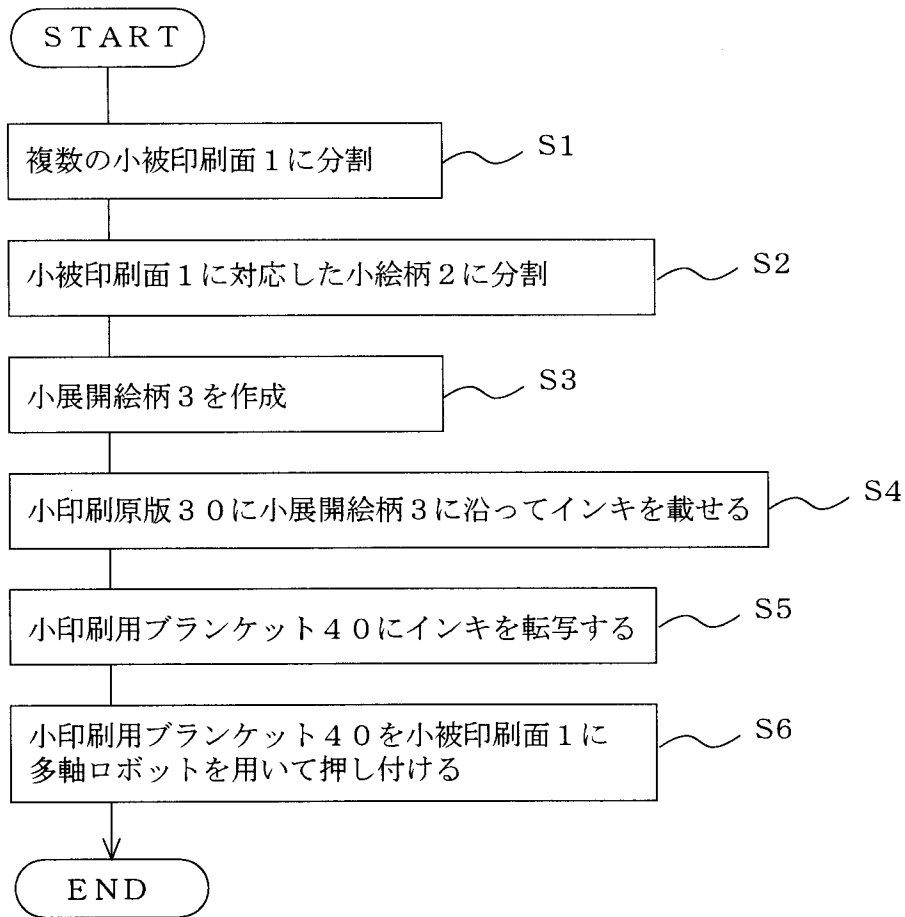 START
複数の小被印刷面１に分割
S1
小被印刷面１に対応した小絵柄２に分割
S2
小展開絵柄３を作成
S3
小印刷原版３０に小展開絵柄３に沿ってインキを載せる
S4
小印刷用ブランケット４０にインキを転写する
S5
小印刷用ブランケット４０を小被印刷面１に
多軸ロボットを用いて押し付ける
S6
END